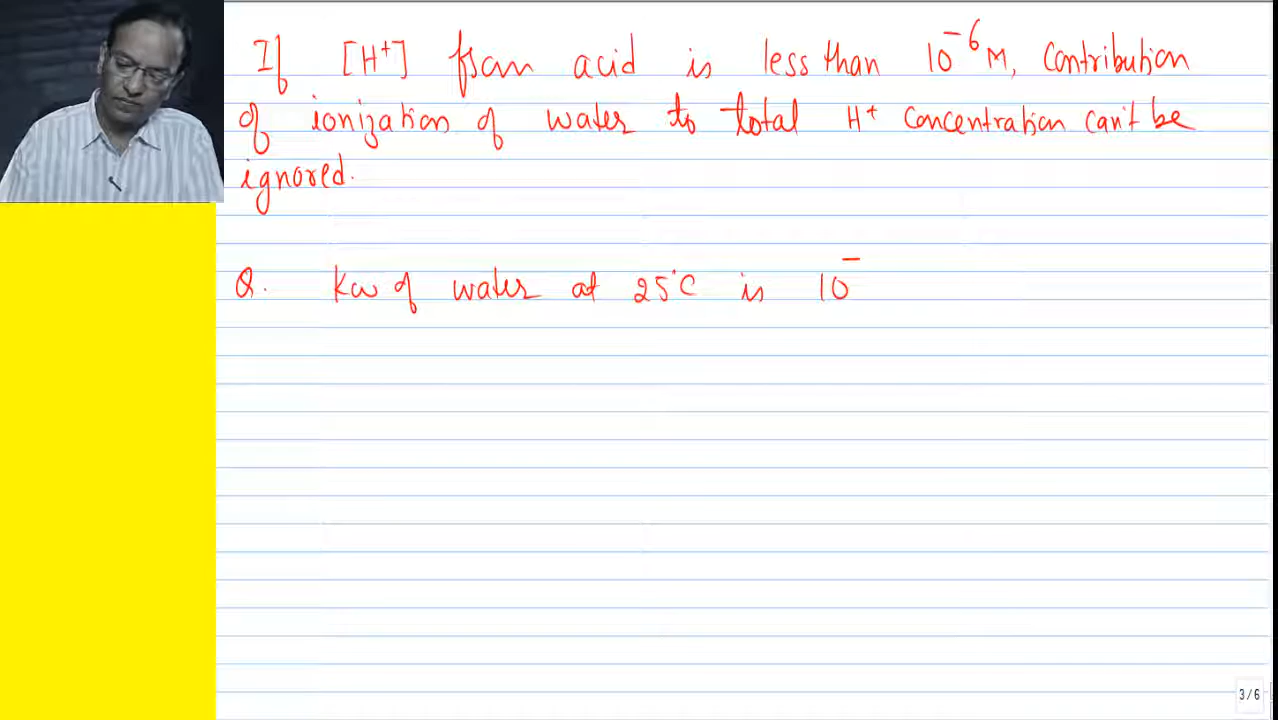 If [H⁺] from acid is less than 10⁻⁶ M, Contribution
of ionization of water to total H⁺ Concentration can't be
ignored.
Q. Kw of water at 25°C is 10⁻
3/6